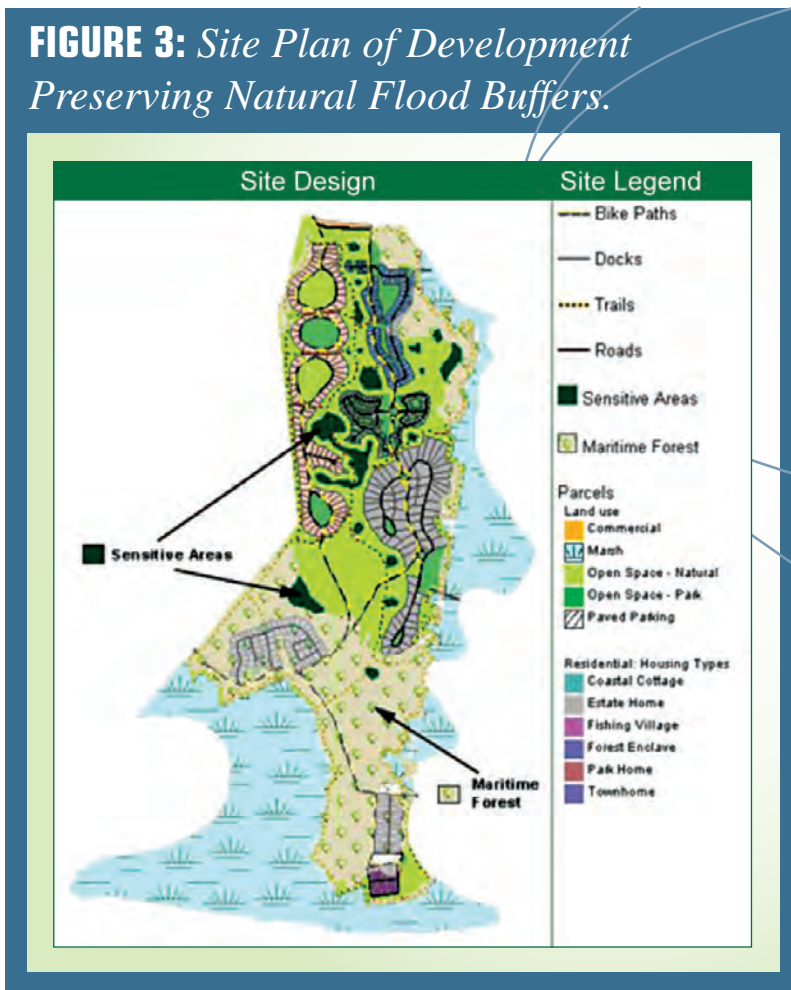 FIGURE 3: Site Plan of Development
Preserving Natural Flood Buffers.
Site Design
Site Legend
Bike Paths
Docks
Trails
Roads
Sensitive Areas
Maritime Forest
Parcels
Land use
Commercial
Marsh
Open Space - Natural
Open Space - Park
Paved Parking
Residential: Housing Types
Coastal Cottage
Estate Home
Fishing Village
Forest Enclave
Park Home
Townhome
Sensitive Areas
Maritime
Forest